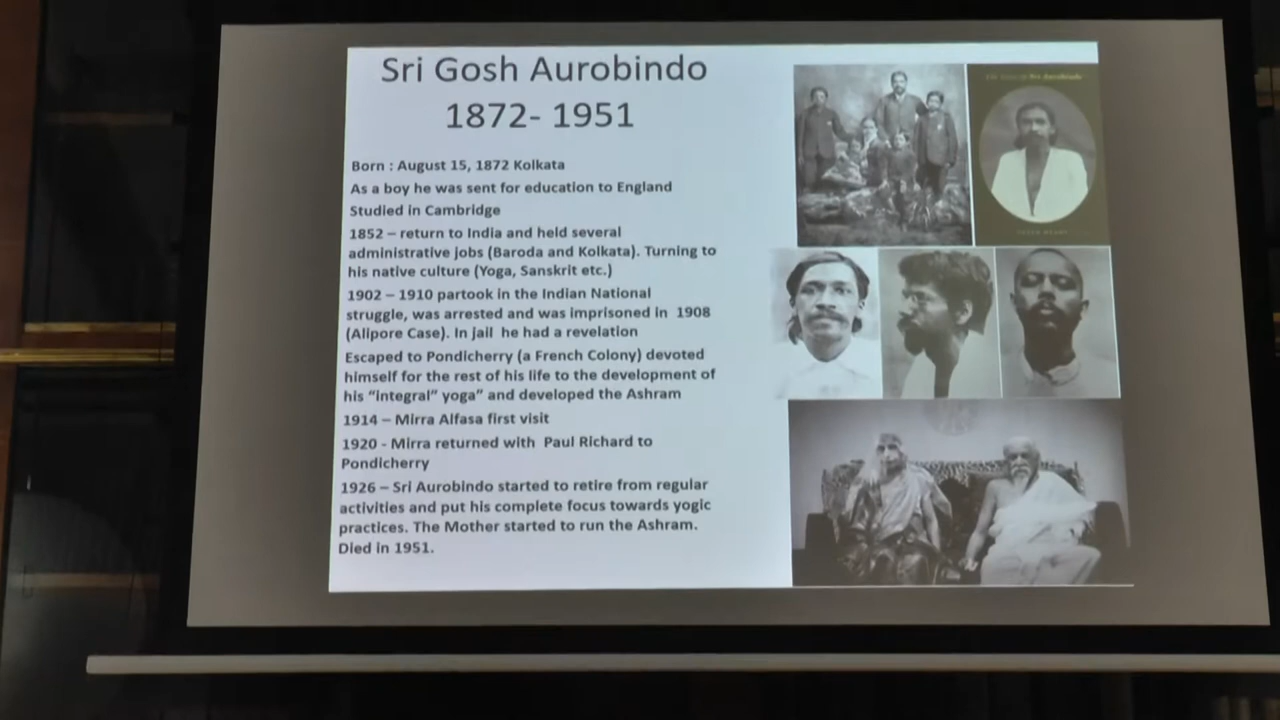 Sri Gosh Aurobindo
1872- 1951
Born : August 15, 1872 Kolkata
As a boy he was sent for education to England
Studied in Cambridge
1852 – return to India and held several
administrative jobs (Baroda and Kolkata). Turning to
his native culture (Yoga, Sanskrit etc.)
1902 – 1910 partook in the Indian National
struggle, was arrested and was imprisoned in 1908
(Alipore Case). In jail he had a revelation
Escaped to Pondicherry (a French Colony) devoted
himself for the rest of his life to the development of
his “integral” yoga” and developed the Ashram
1914 – Mirra Alfasa first visit
1920 - Mirra returned with Paul Richard to
Pondicherry
1926 – Sri Aurobindo started to retire from regular
activities and put his complete focus towards yogic
practices. The Mother started to run the Ashram.
Died in 1951.